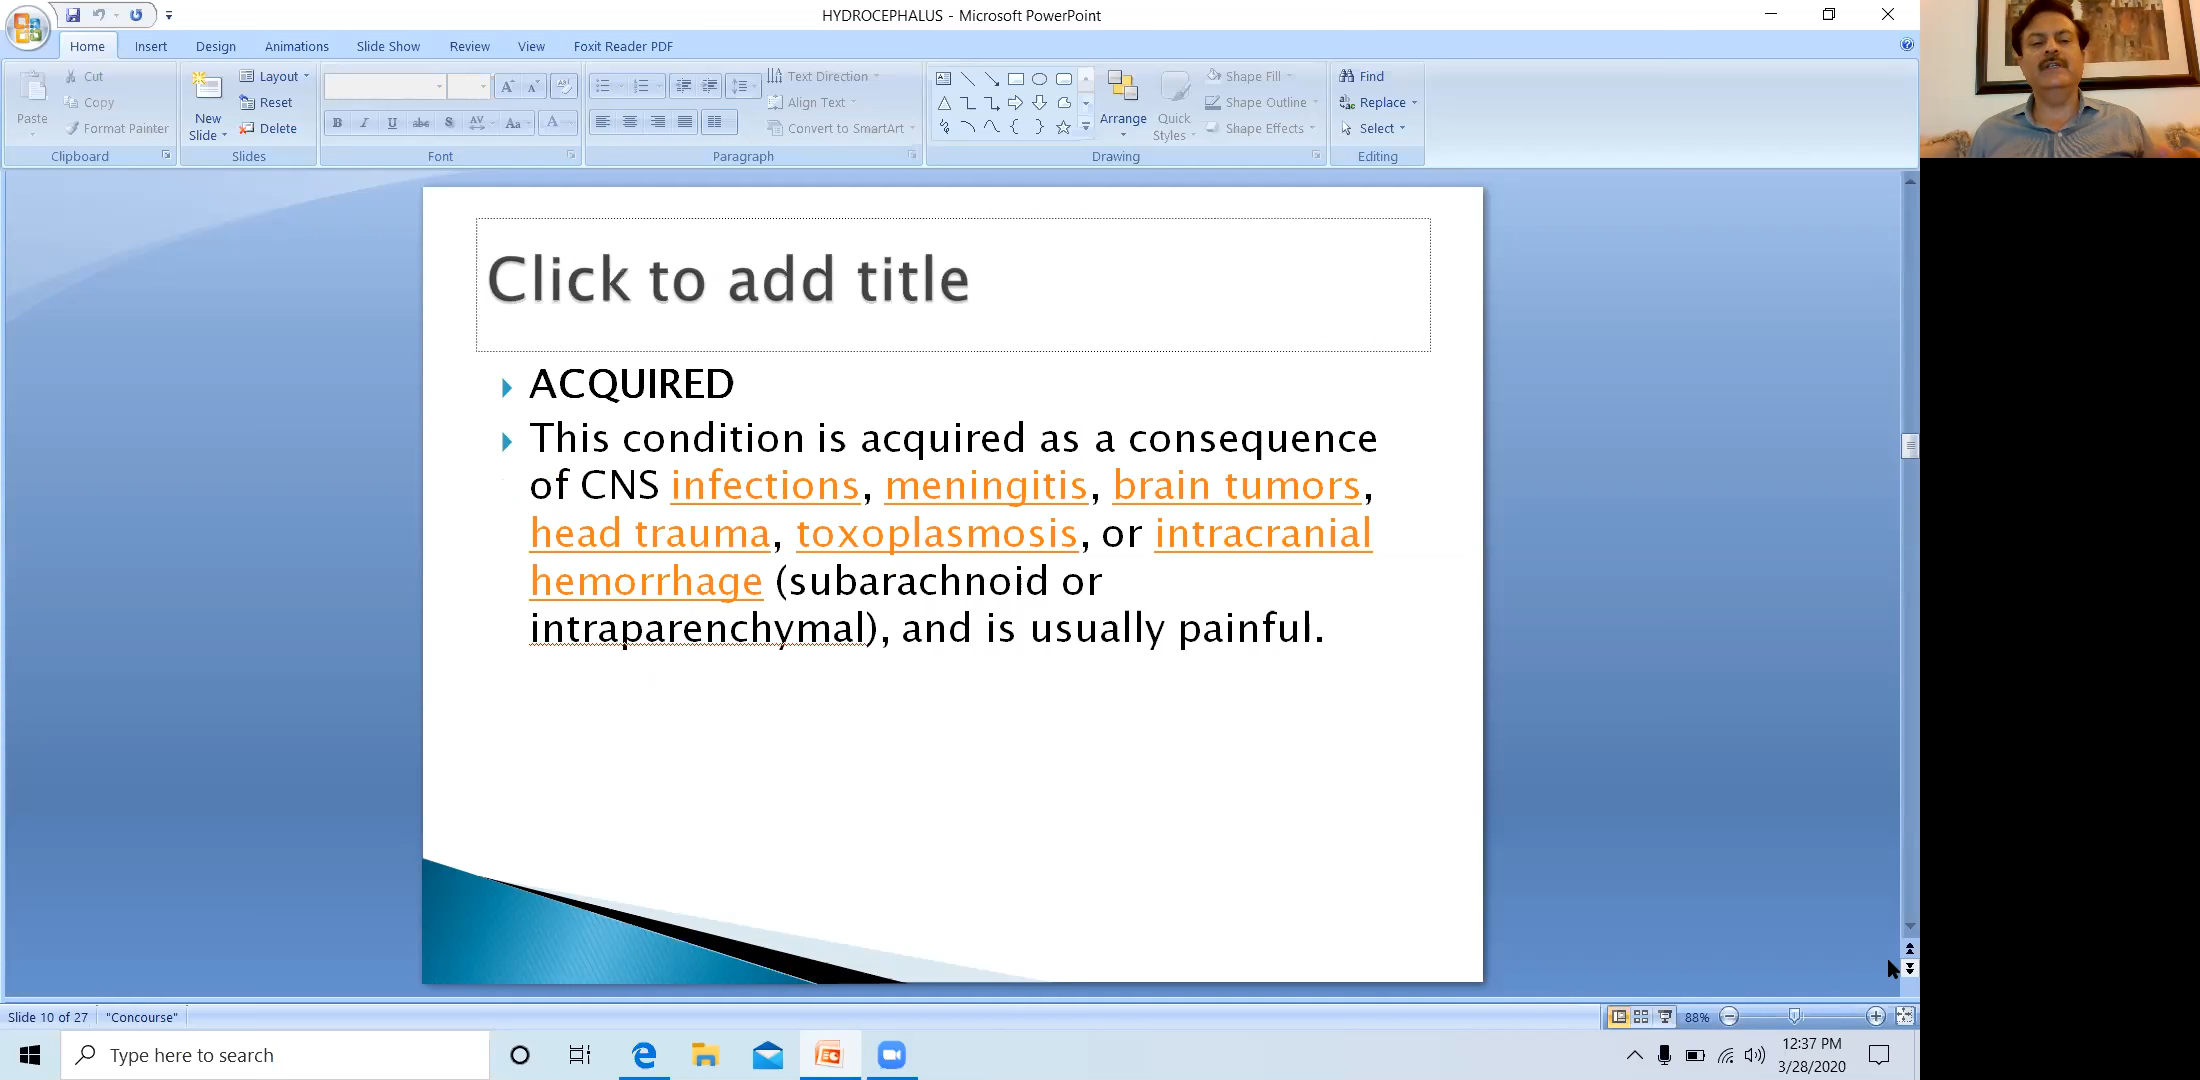 HYDROCEPHALUS - Microsoft PowerPoint
Home Insert Design Animations Slide Show Review View Foxit Reader PDF
Paste
Cut
Copy
Format Painter
Clipboard
New
Slide
Layout
Reset
Delete
Slides
Font
Text Direction
Align Text
Convert to SmartArt
Paragraph
Arrange
Quick
Styles
Shape Fill
Shape Outline
Shape Effects
Drawing
Find
Replace
Select
Editing
Click to add title
ACQUIRED
This condition is acquired as a consequence
of CNS infections, meningitis, brain tumors,
head trauma, toxoplasmosis, or intracranial
hemorrhage (subarachnoid or
intraparenchymal), and is usually painful.
Slide 10 of 27 "Concourse" 88%
Type here to search
12:37 PM
3/28/2020